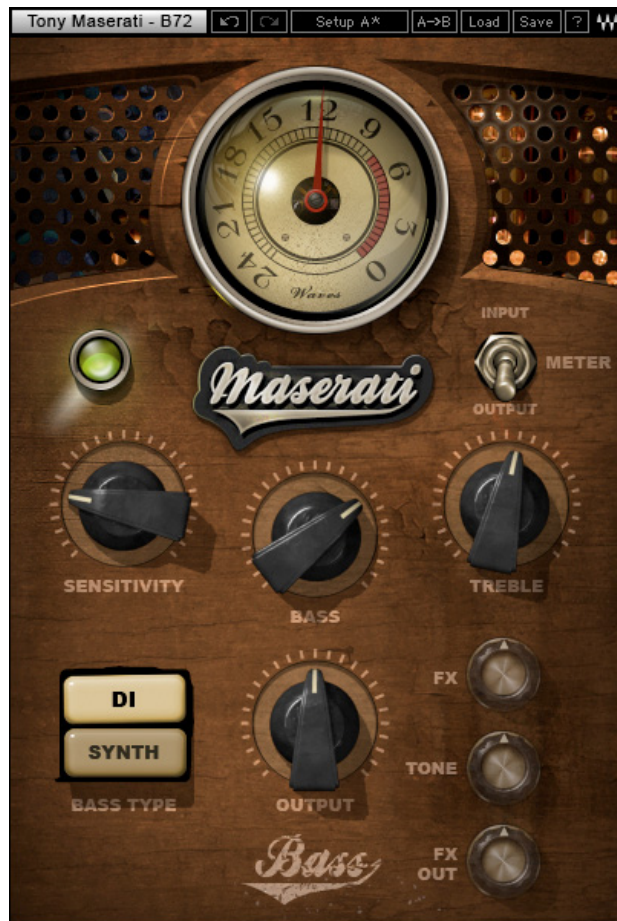 Tony Maserati - B72 Setup A* A→B Load Save ?
24 21 18 15 12 9 6 3 0
Waves
INPUT
METER
OUTPUT
Maserati
SENSITIVITY
BASS
TREBLE
DI
SYNTH
BASS TYPE
OUTPUT
FX
TONE
FX
OUT
Bass